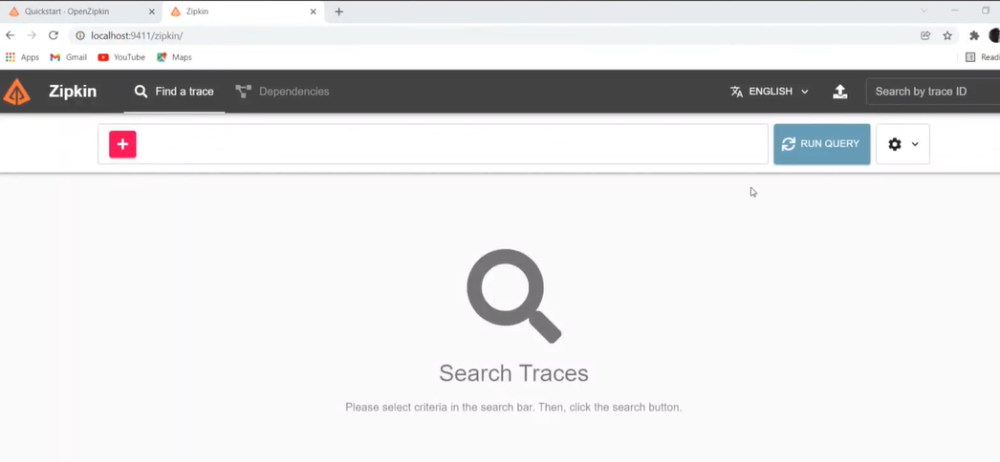 Quickstart · OpenZipkin
Zipkin
localhost:9411/zipkin/
Apps
Gmail
YouTube
Maps
Zipkin
Find a trace
Dependencies
ENGLISH
Search by trace ID
RUN QUERY
Search Traces
Please select criteria in the search bar. Then, click the search button.